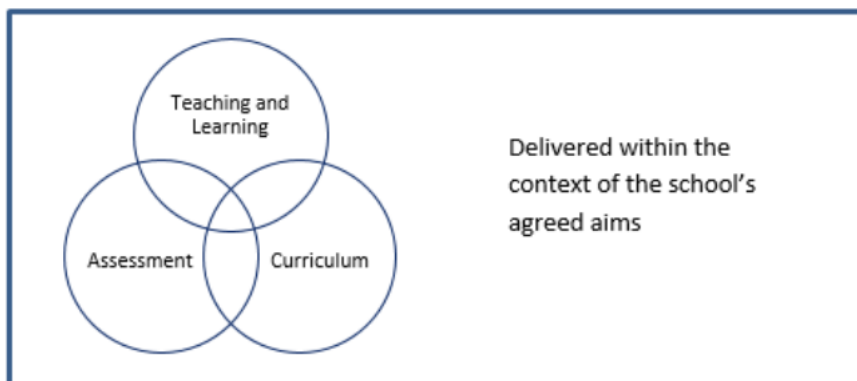 Teaching and
Learning
Assessment
Curriculum
Delivered within the
context of the school’s
agreed aims